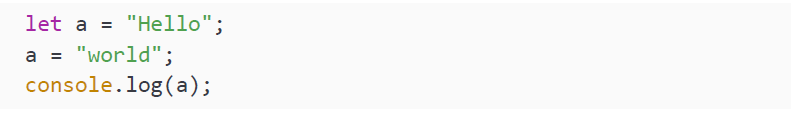 let a = "Hello";
a = "world";
console.log(a);